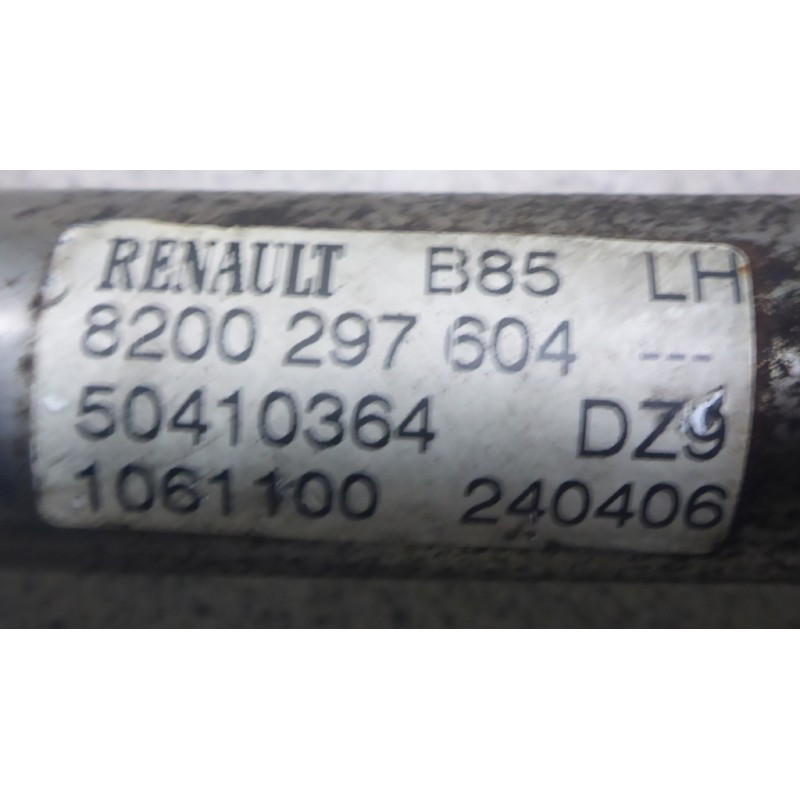 RENAULT B85 LH
8200 297 604 ---
50410364 DZ9
1061100 240406